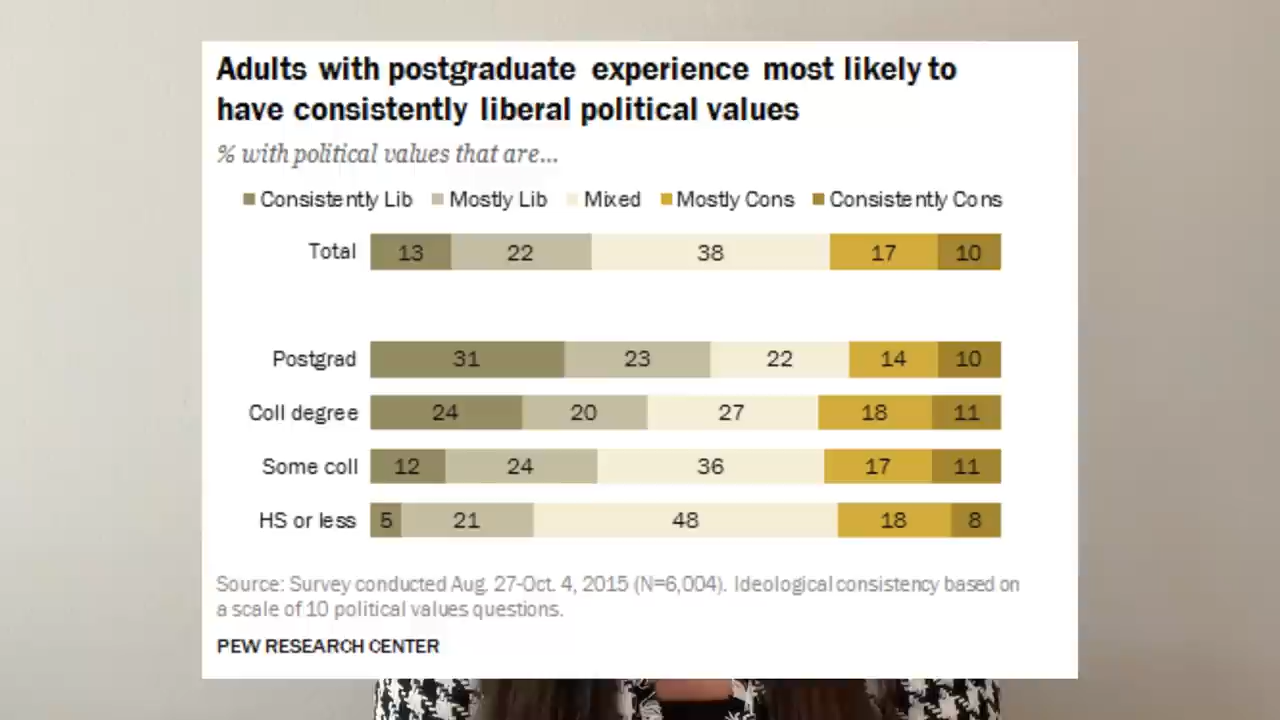 Adults with postgraduate experience most likely to
have consistently liberal political values
% with political values that are...
Consistently Lib Mostly Lib Mixed Mostly Cons Consistently Cons
Total 13 22 38 17 10
Postgrad 31 23 22 14 10
Coll degree 24 20 27 18 11
Some coll 12 24 36 17 11
HS or less 5 21 48 18 8
Source: Survey conducted Aug. 27-Oct. 4, 2015 (N=6,004). Ideological consistency based on
a scale of 10 political values questions.
PEW RESEARCH CENTER